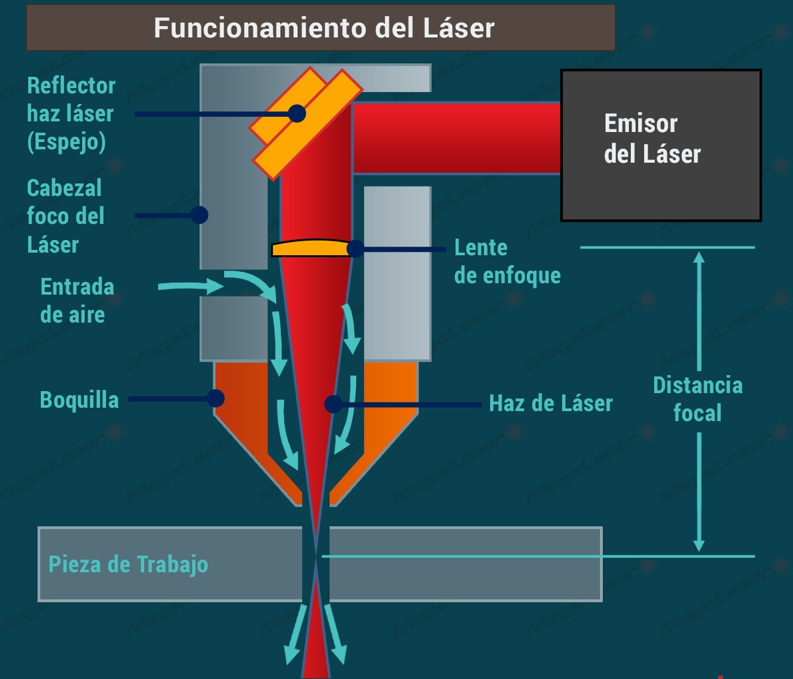 Funcionamiento del Láser
Reflector
haz láser
(Espejo)
Emisor
del Láser
Cabezal
foco del
Láser
Lente
de enfoque
Entrada
de aire
Boquilla
Haz de Láser
Distancia
focal
Pieza de Trabajo
MegaLaser